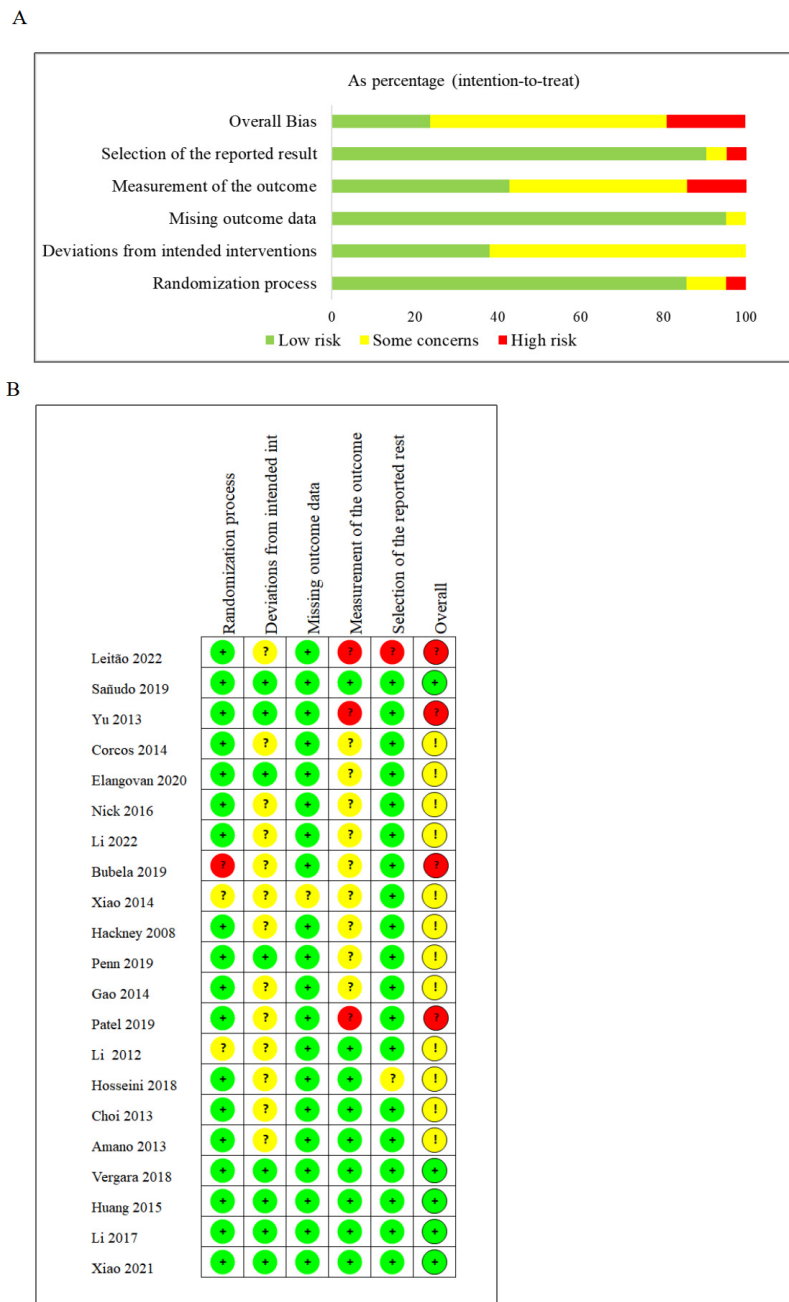 A
As percentage (intention-to-treat)
Overall Bias
Selection of the reported result
Measurement of the outcome
Mising outcome data
Deviations from intended interventions
Randomization process
0 20 40 60 80 100
Low risk Some concerns High risk
B
Randomization process
Deviations from intended int
Missing outcome data
Measurement of the outcome
Selection of the reported rest
Overall
Leitão 2022 + ? + ? ? ?
Sañudo 2019 + + + + + +
Yu 2013 + + + ? + ?
Corcos 2014 + ? + ? + !
Elangovan 2020 + + + ? + !
Nick 2016 + ? + ? + !
Li 2022 + ? + ? + !
Bubela 2019 ? ? + ? + ?
Xiao 2014 ? ? ? ? + !
Hackney 2008 + ? + ? + !
Penn 2019 + + + ? + !
Gao 2014 + ? + ? + !
Patel 2019 + ? + ? + ?
Li 2012 ? ? + + + !
Hosseini 2018 + ? + + ? !
Choi 2013 + ? + + + !
Amano 2013 + ? + + + !
Vergara 2018 + + + + + +
Huang 2015 + + + + + +
Li 2017 + + + + + +
Xiao 2021 + + + + + +